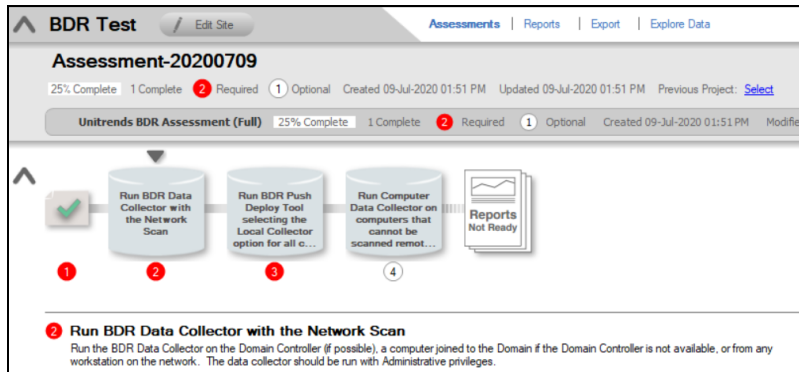 BDR Test
Edit Site
Assessments | Reports | Export | Explore Data
Assessment-20200709
25% Complete 1 Complete 2 Required 1 Optional Created 09-Jul-2020 01:51 PM Updated 09-Jul-2020 01:51 PM Previous Project: Select
Unitrends BDR Assessment (Full) 25% Complete 1 Complete 2 Required 1 Optional Created 09-Jul-2020 01:51 PM Modifie
Run BDR Data
Collector with
the Network
Scan
Run BDR Push
Deploy Tool
selecting the
Local Collector
option for all c...
Run Computer
Data Collector on
computers that
cannot be
scanned remot...
Reports
Not Ready
1
2
3
4
2 Run BDR Data Collector with the Network Scan
Run the BDR Data Collector on the Domain Controller (if possible), a computer joined to the Domain if the Domain Controller is not available, or from any
workstation on the network. The data collector should be run with Administrative privileges.